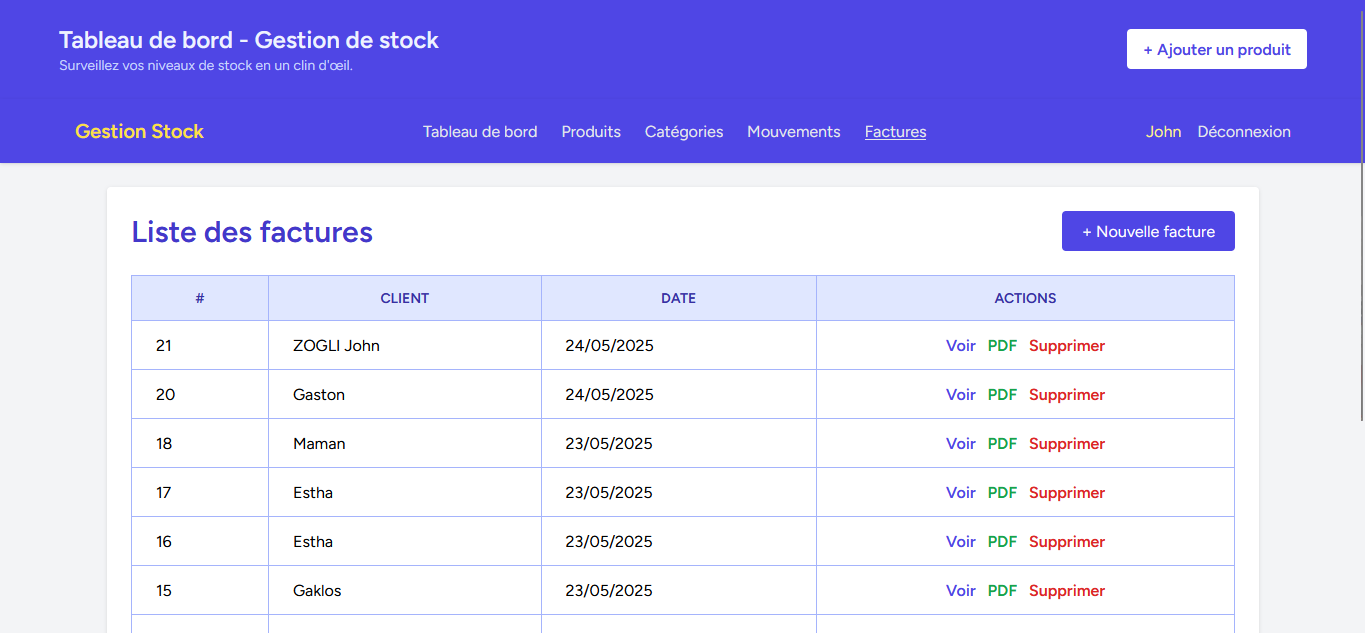 Tableau de bord - Gestion de stock
Surveillez vos niveaux de stock en un clin d'œil.
+ Ajouter un produit
Gestion Stock
Tableau de bord Produits Catégories Mouvements Factures
John Déconnexion
Liste des factures
+ Nouvelle facture
# CLIENT DATE ACTIONS
21 ZOGLI John 24/05/2025 Voir PDF Supprimer
20 Gaston 24/05/2025 Voir PDF Supprimer
18 Maman 23/05/2025 Voir PDF Supprimer
17 Estha 23/05/2025 Voir PDF Supprimer
16 Estha 23/05/2025 Voir PDF Supprimer
15 Gaklos 23/05/2025 Voir PDF Supprimer